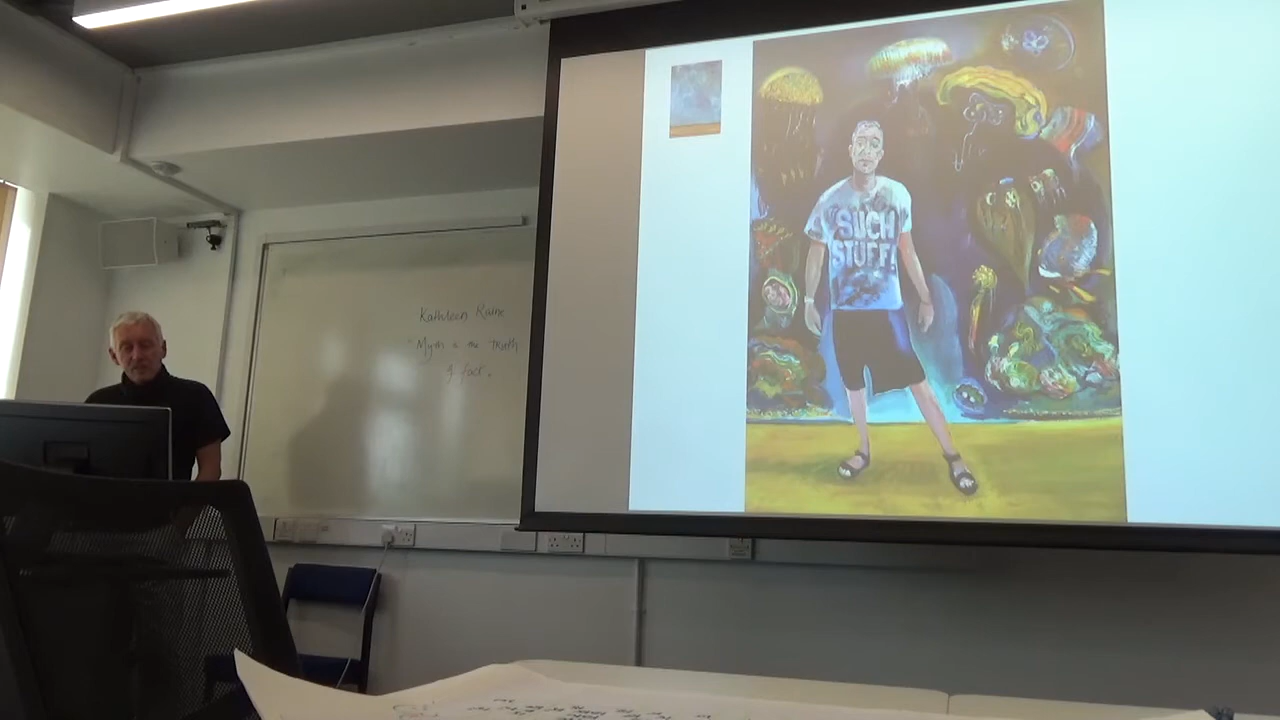 Kathleen Raine
"Myth is the Truth
of fact.
SUCH
STUFF!